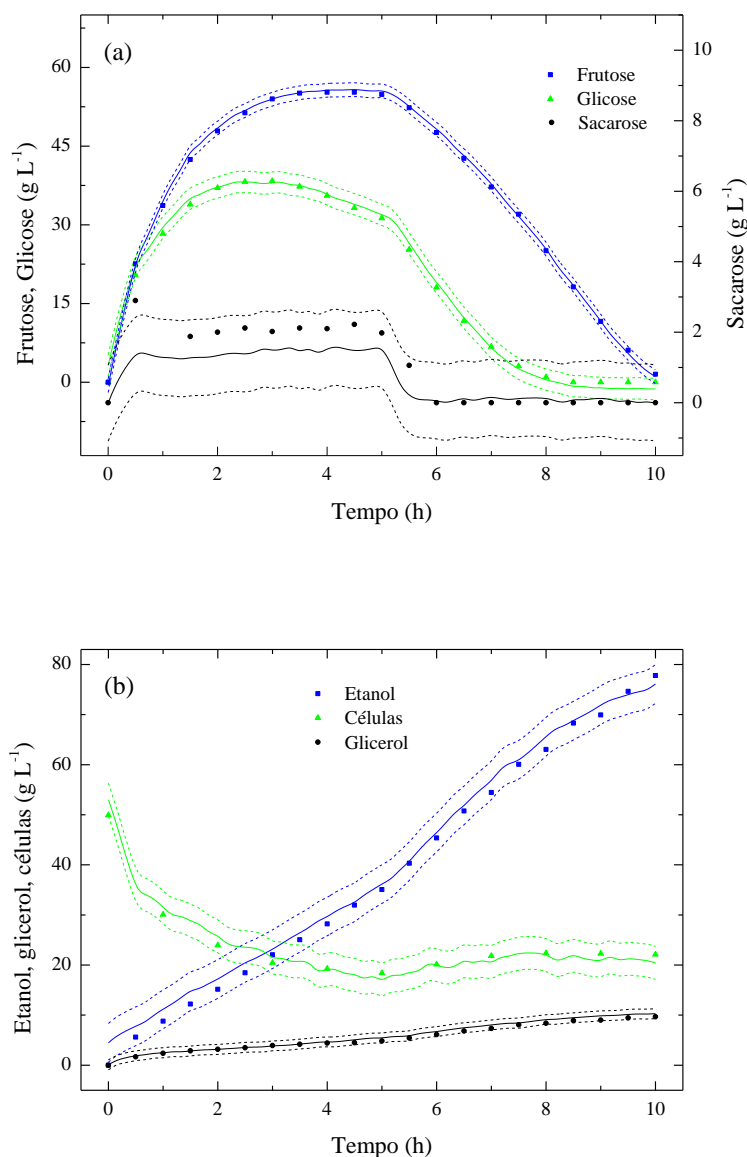 (a)
Frutose
Glicose
Sacarose
Frutose, Glicose (g L⁻¹)
60
45
30
15
0
Sacarose (g L⁻¹)
10
8
6
4
2
0
0 2 4 6 8 10
Tempo (h)
(b)
Etanol
Células
Glicerol
Etanol, glicerol, células (g L⁻¹)
80
60
40
20
0
0 2 4 6 8 10
Tempo (h)